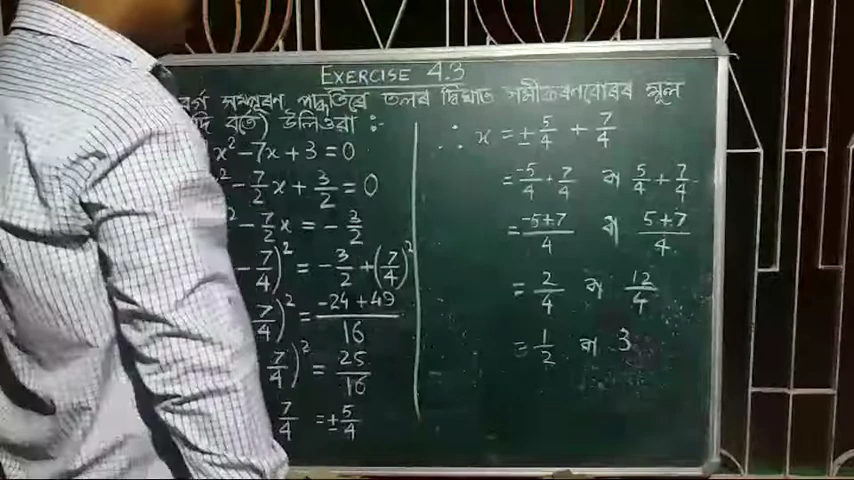 EXERCISE 4.3
বৰ্গ সম্পূৰণ পদ্ধতিৰে তলৰ দ্বিঘাত সমীকৰণবোৰৰ মূল
উলিওৱা :-
x² - 7x + 3 = 0
- 7/2 x + 3/2 = 0
- 7/2 x = - 3/2
7/4)² = - 3/2 + (7/4)²
7/4)² = -24 + 49 / 16
7/4)² = 25/16
7/4 = ± 5/4
∴ x = ± 5/4 + 7/4
= -5/4 + 7/4 বা 5/4 + 7/4
= -5+7/4 বা 5+7/4
= 2/4 বা 12/4
= 1/2 বা 3